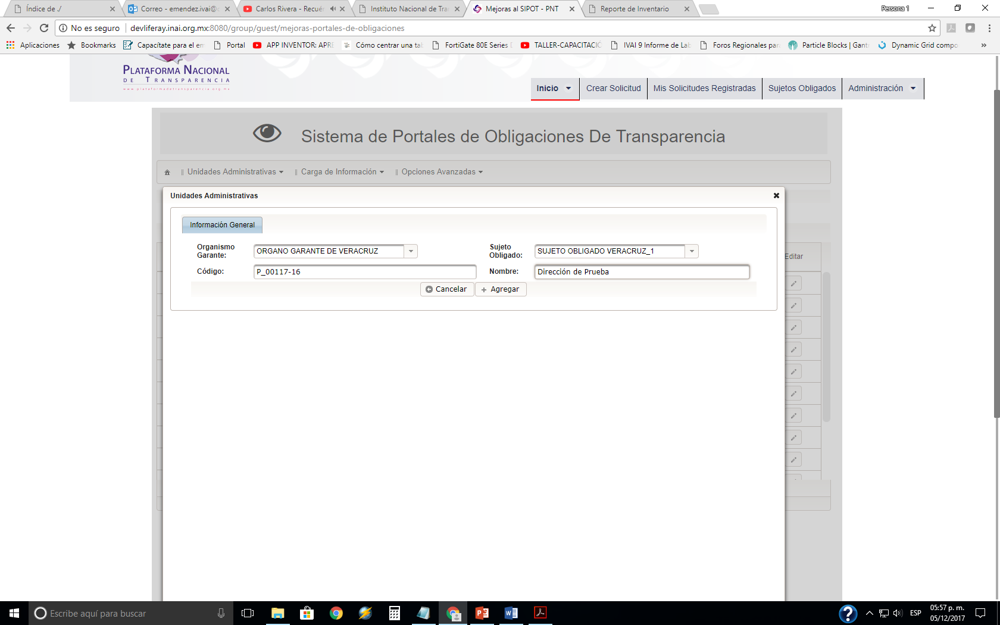 Índice de ./
Correo - emendez.ivai@
Carlos Rivera - Recuér
Instituto Nacional de Tra
Mejoras al SIPOT - PNT
Reporte de Inventario
Persona 1
No es seguro
devliferay.inai.org.mx:8080/group/guest/mejoras-portales-de-obligaciones
Aplicaciones
Bookmarks
Capacítate para el em
Portal
APP INVENTOR: APRE
Cómo centrar una tab
FortiGate 80E Series
TALLER-CAPACITACIÓ
IVAI 9 Informe de Lab
Foros Regionales para
Particle Blocks | Gant
Dynamic Grid compo
»
PLATAFORMA NACIONAL
DE TRANSPARENCIA
www.plataformadetransparencia.org.mx
Inicio
Crear Solicitud
Mis Solicitudes Registradas
Sujetos Obligados
Administración
Sistema de Portales de Obligaciones De Transparencia
Unidades Administrativas
Carga de Información
Opciones Avanzadas
Unidades Administrativas
Información General
Organismo
Garante:
ORGANO GARANTE DE VERACRUZ
Sujeto
Obligado:
SUJETO OBLIGADO VERACRUZ_1
Código:
P_00117-16
Nombre:
Dirección de Prueba
Cancelar
Agregar
Editar
Escribe aquí para buscar
ESP
05:57 p. m.
05/12/2017